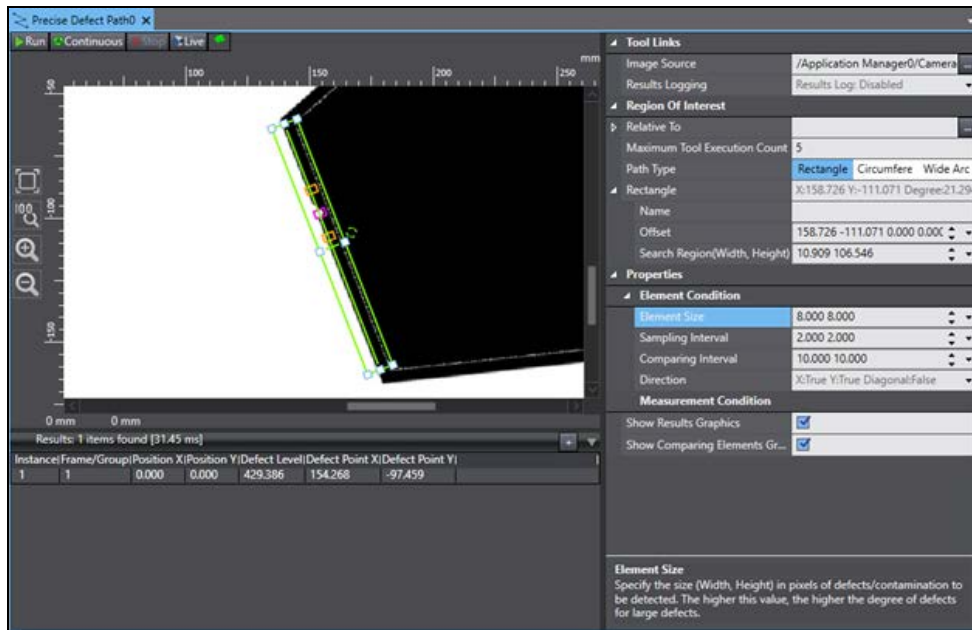 Precise Defect Path0 X
Run Continuous Stop Live
mm
100 150 200 250
-50
-100
-150
100
0 mm 0 mm
Results: 1 items found [31.45 ms]
Instance Frame/Group Position X Position Y Defect Level Defect Point X Defect Point Y
1 1 0.000 0.000 429.386 154.268 -97.459
Tool Links
Image Source /Application Manager0/Camera ...
Results Logging Results Log: Disabled
Region Of Interest
Relative To ...
Maximum Tool Execution Count 5
Path Type Rectangle Circumfere Wide Arc
Rectangle X:158.726 Y:-111.071 Degree:21.29
Name
Offset 158.726 -111.071 0.000 0.00
Search Region(Width, Height) 10.909 106.546
Properties
Element Condition
Element Size 8.000 8.000
Sampling Interval 2.000 2.000
Comparing Interval 10.000 10.000
Direction X:True Y:True Diagonal:False
Measurement Condition
Show Results Graphics
Show Comparing Elements Gr...
Element Size
Specify the size (Width, Height) in pixels of defects/contamination to
be detected. The higher this value, the higher the degree of defects
for large defects.